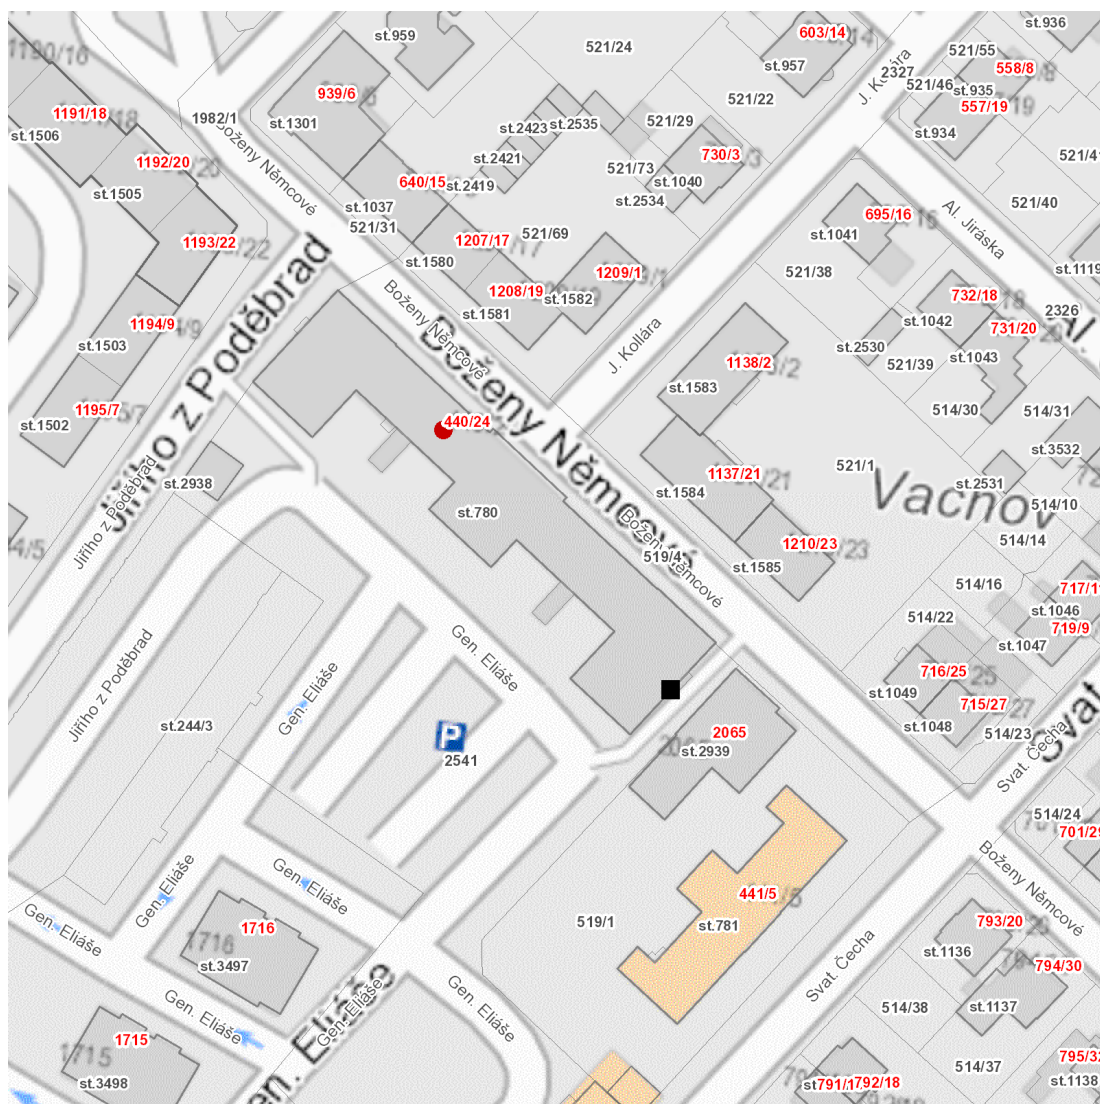 st.959
521/24
603/14
st.957
2327
J. Kollára
521/55
st.936
558/8
521/46
st.935
557/19
st.934
1190/16
939/6
st.1301
521/22
1191/18
st.1506
1982/1
1192/20
st.1505
st.2423
st.2535
521/29
st.2421
521/73
730/3
st.1040
st.2534
640/15
st.2419
st.1037
521/31
Boženy Němcové
521/40
Al. Jiráska
695/16
st.1041
1193/22
1207/17
521/69
st.1580
1209/1
st.1582
1208/19
st.1581
521/38
st.1119
732/18
st.1042
2326
731/20
1194/9
st.1503
Jiřího z Poděbrad
Boženy Němcové
Boženy Němcové
J. Kollára
1138/2
st.1583
st.2530
521/39
st.1043
Al.
1195/7
st.1502
440/24
514/30
514/31
st.3532
521/1
Vacnov
st.2531
514/10
514/14
1137/21
st.1584
st.2938
Jiřího z Poděbrad
st.780
519/4
Boženy Němcové
1210/23
st.1585
514/16
514/22
st.1046
719/9
st.1047
716/25
st.1049
715/27
st.1048
514/23
Svat. Čecha
Gen. Eliáše
Gen. Eliáše
Jiřího z Poděbrad
st.244/3
P
2541
2065
st.2939
514/24
Boženy Němcové
Gen. Eliáše
Gen. Eliáše
Gen. Eliáše
1716
st.3497
519/1
441/5
st.781
793/20
st.1136
794/30
st.1137
Svat. Čecha
514/38
514/37
Gen. Eliáše
Gen. Eliáše
Gen. Eliáše
1715
st.3498
792/18
st.1138